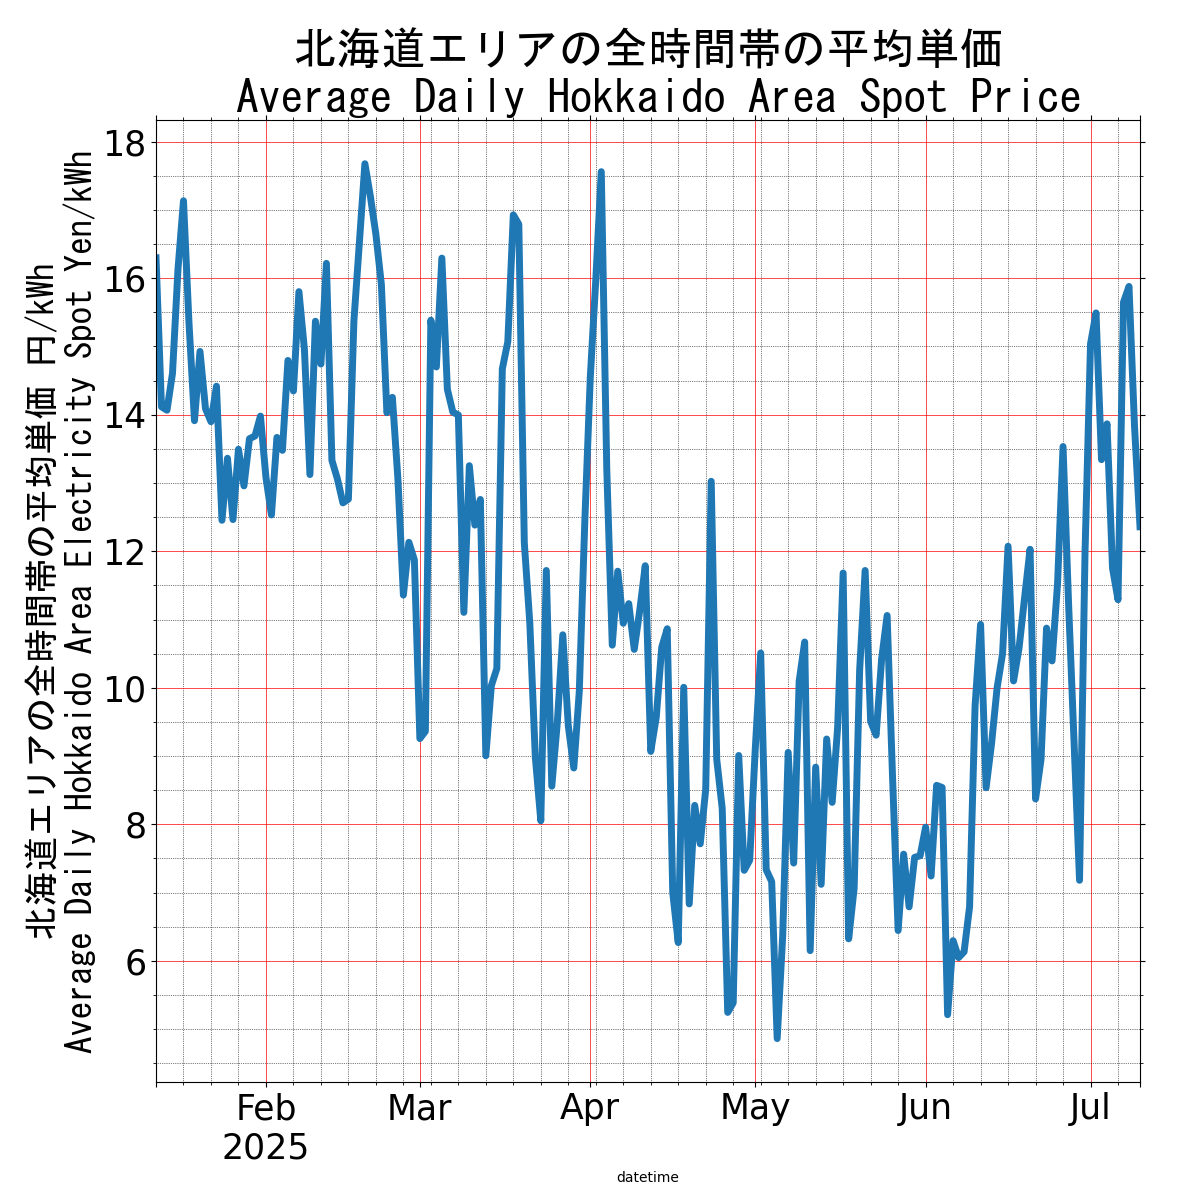 北海道エリアの全時間帯の平均単価
Average Daily Hokkaido Area Spot Price
北海道エリアの全時間帯の平均単価 円/kWh
Average Daily Hokkaido Area Electricity Spot Yen/kWh
18
16
14
12
10
8
6
Feb
2025
Mar
Apr
May
Jun
Jul
datetime